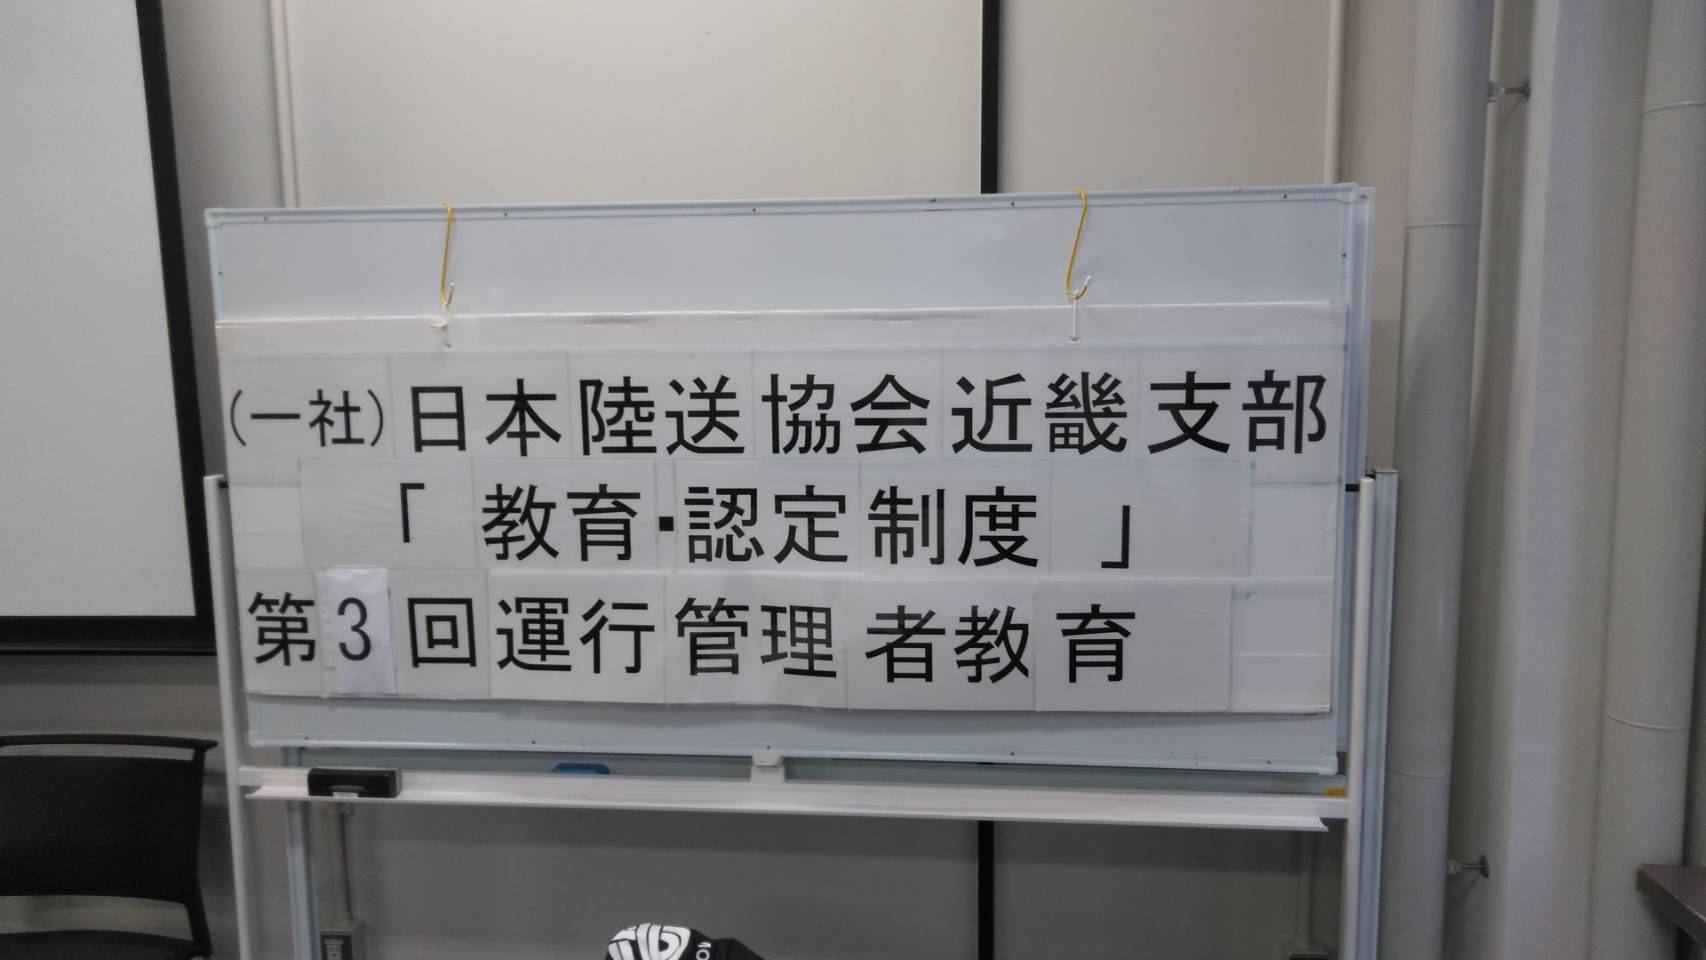 (一社)日本陸送協会近畿支部
「 教育・認定制度 」
第3回運行管理者教育